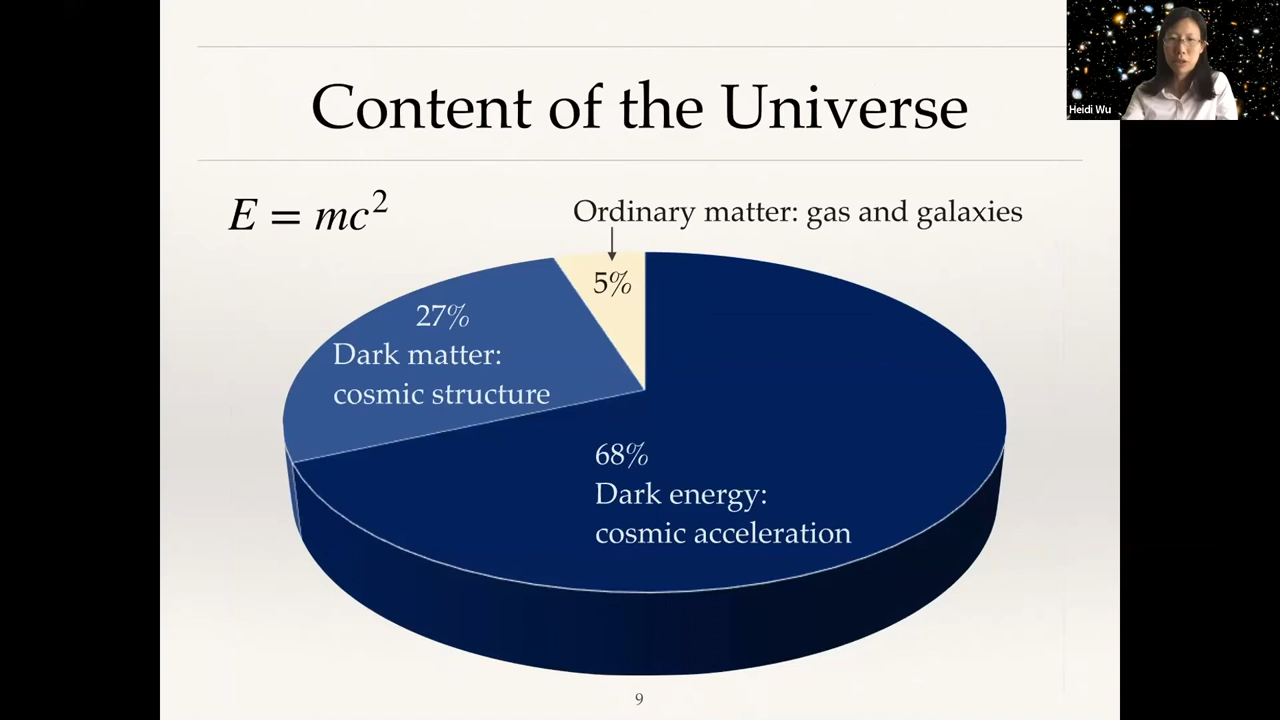 Content of the Universe
Heidi Wu
E = mc²
Ordinary matter: gas and galaxies
5%
27%
Dark matter:
cosmic structure
68%
Dark energy:
cosmic acceleration
9